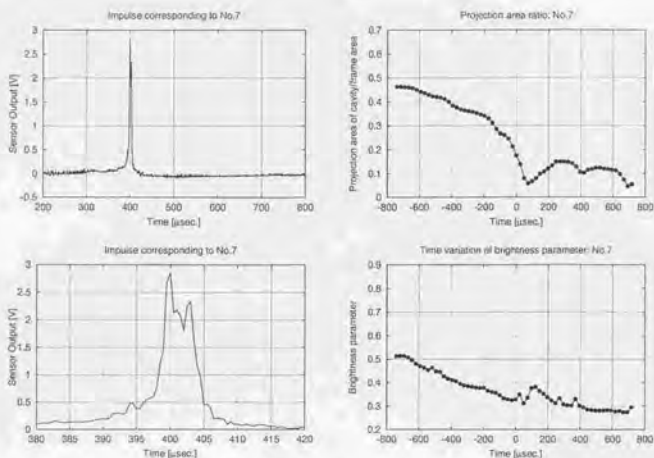 Impulse corresponding to No.7
Sensor Output [V]
3
2.5
2
1.5
1
0.5
0
-0.5
200 300 400 500 600 700 800
Time [μsec.]
Projection area ratio: No.7
Projection area of cavity/frame area
0.7
0.6
0.5
0.4
0.3
0.2
0.1
0
-800 -600 -400 -200 0 200 400 600 800
Time [μsec.]
Impulse corresponding to No.7
Sensor Output [V]
3
2.5
2
1.5
1
0.5
0
380 385 390 395 400 405 410 415 420
Time [μsec.]
Time variation of brightness parameter: No.7
Brightness parameter
0.9
0.8
0.7
0.6
0.5
0.4
0.3
0.2
-800 -600 -400 -200 0 200 400 600 800
Time [μsec.]